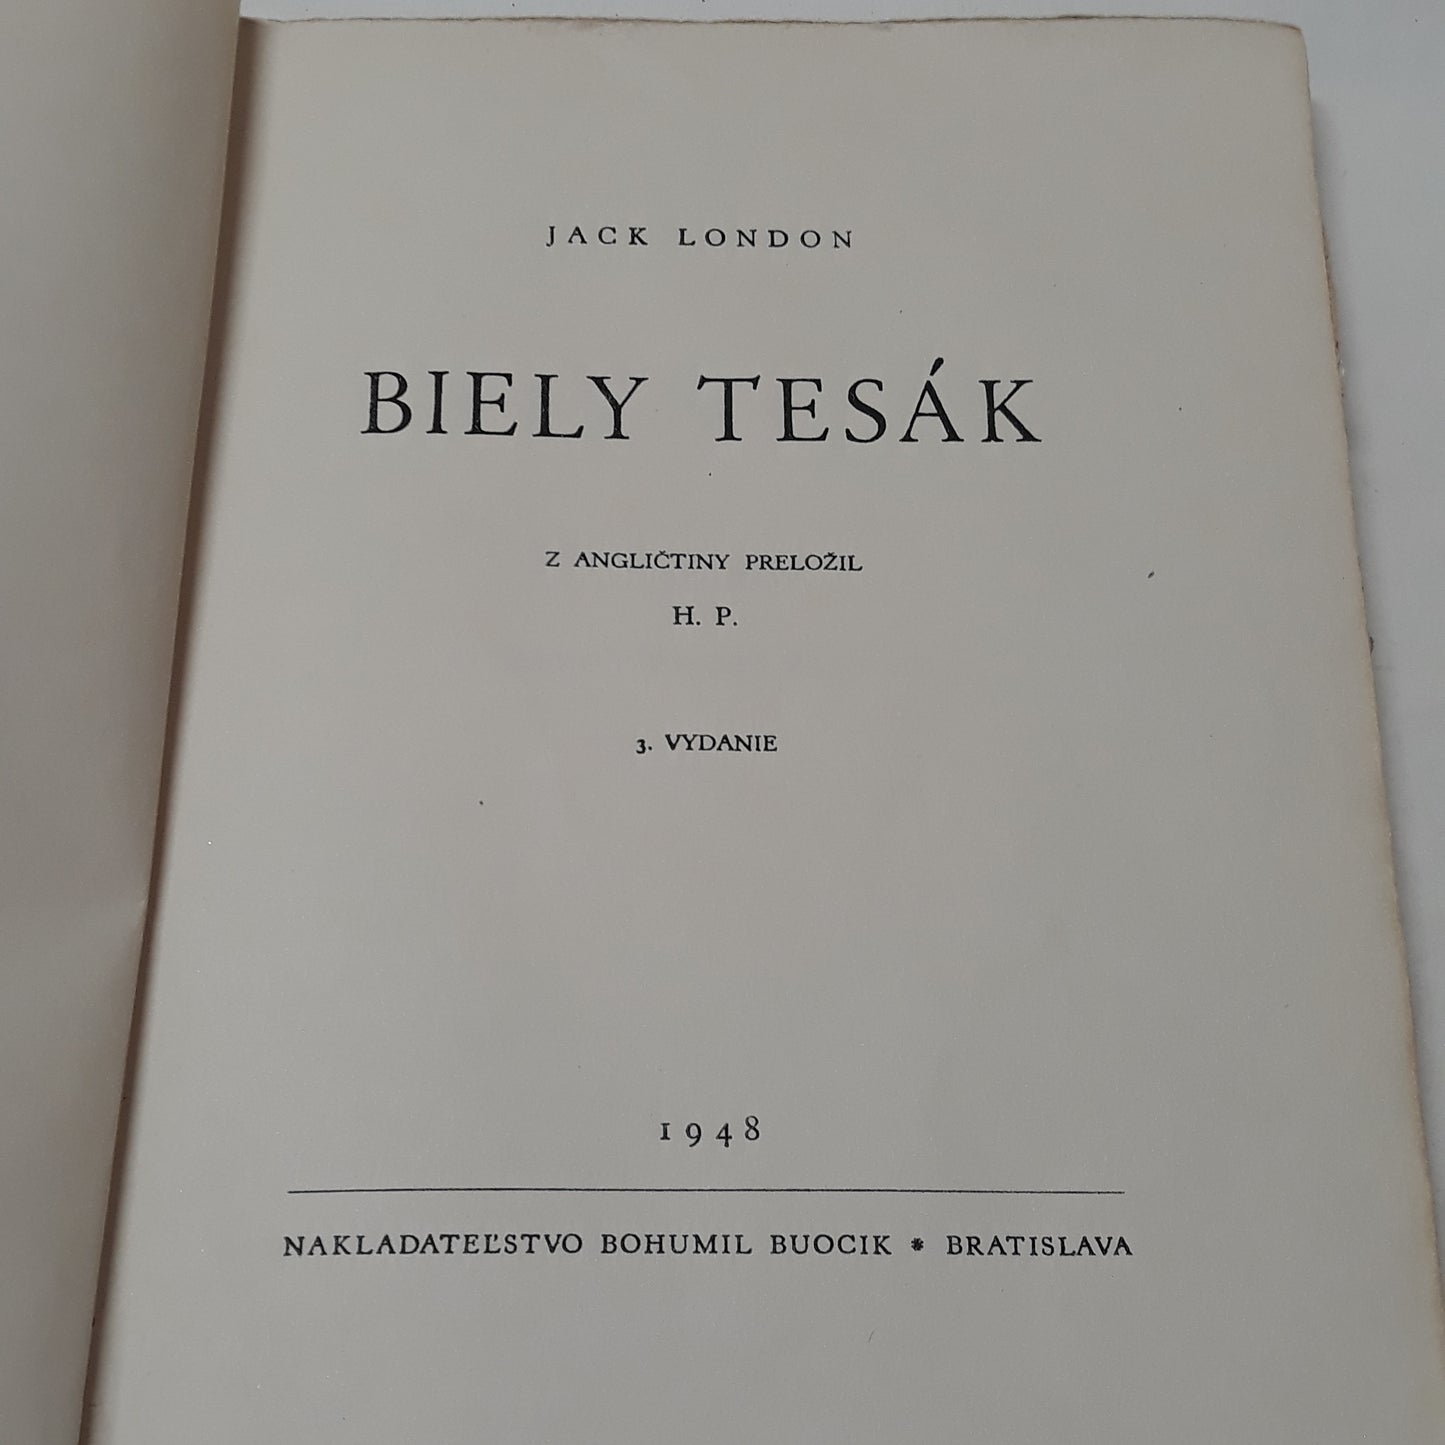 JACK LONDON
BIELY TESÁK
Z ANGLIČTINY PRELOŽIL
H. P.
3. VYDANIE
1948
NAKLADATEĽSTVO BOHUMIL BUOCIK * BRATISLAVA